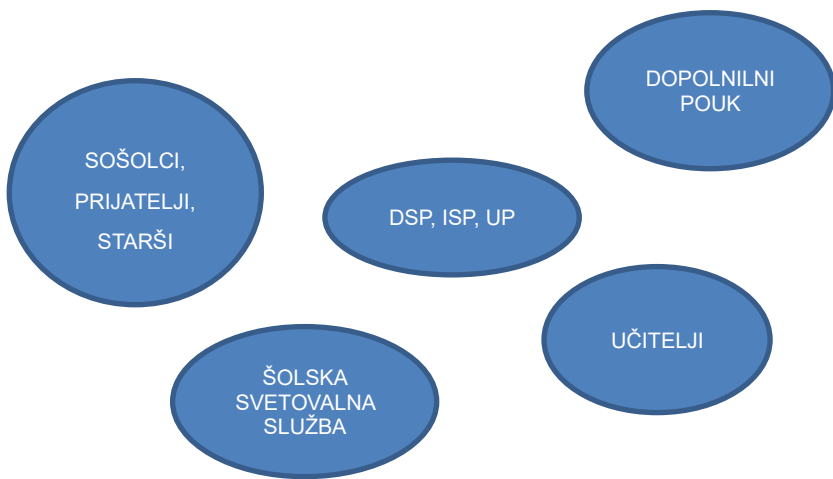 DOPOLNILNI
POUK
SOŠOLCI,
PRIJATELJI,
STARŠI
DSP, ISP, UP
UČITELJI
ŠOLSKA
SVETOVALNA
SLUŽBA